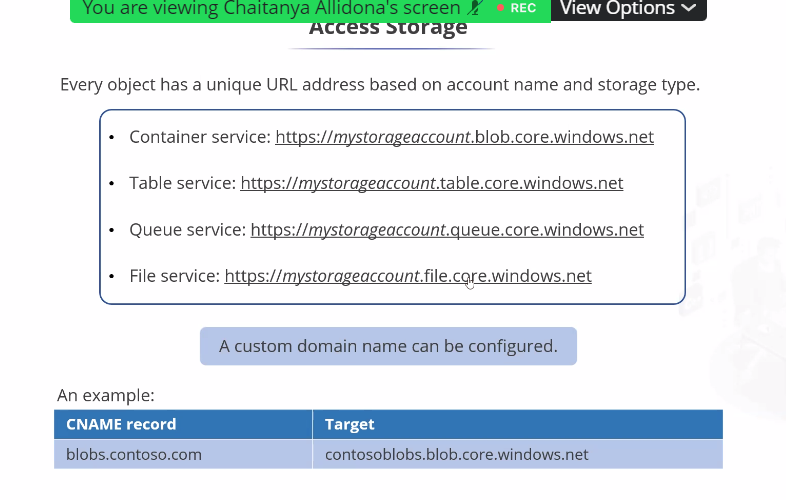 You are viewing Chaitanya Allidona's screen REC View Options
Access Storage
Every object has a unique URL address based on account name and storage type.
• Container service: https://mystorageaccount.blob.core.windows.net
• Table service: https://mystorageaccount.table.core.windows.net
• Queue service: https://mystorageaccount.queue.core.windows.net
• File service: https://mystorageaccount.file.core.windows.net
A custom domain name can be configured.
An example:
CNAME record Target
blobs.contoso.com contosoblobs.blob.core.windows.net